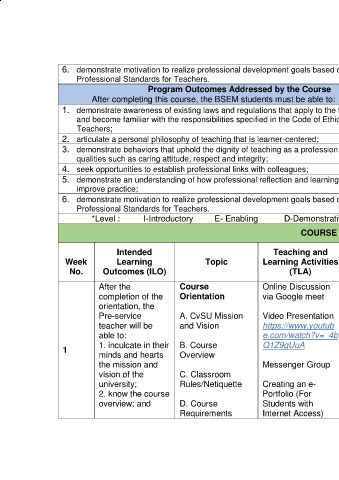 6. demonstrate motivation to realize professional development goals based o
Professional Standards for Teachers.
Program Outcomes Addressed by the Course
After completing this course, the BSEM students must be able to:
1. demonstrate awareness of existing laws and regulations that apply to the t
and become familiar with the responsibilities specified in the Code of Ethic
Teachers;
2. articulate a personal philosophy of teaching that is learner-centered;
3. demonstrate behaviors that uphold the dignity of teaching as a profession
qualities such as caring attitude, respect and integrity;
4. seek opportunities to establish professional links with colleagues;
5. demonstrate an understanding of how professional reflection and learning
improve practice;
6. demonstrate motivation to realize professional development goals based o
Professional Standards for Teachers.
*Level : I-Introductory E- Enabling D-Demonstrati
COURSE
Week
No.
Intended
Learning
Outcomes (ILO)
Topic
Teaching and
Learning Activities
(TLA)
1
After the
completion of the
orientation, the
Pre-service
teacher will be
able to:
1. inculcate in their
minds and hearts
the mission and
vision of the
university;
2. know the course
overview; and
Course
Orientation
A. CvSU Mission
and Vision
B. Course
Overview
C. Classroom
Rules/Netiquette
D. Course
Requirements
Online Discussion
via Google meet
Video Presentation
https://www.youtub
e.com/watch?v=_4b
Q1Z9gUuA
Messenger Group
Creating an e-
Portfolio (For
Students with
Internet Access)